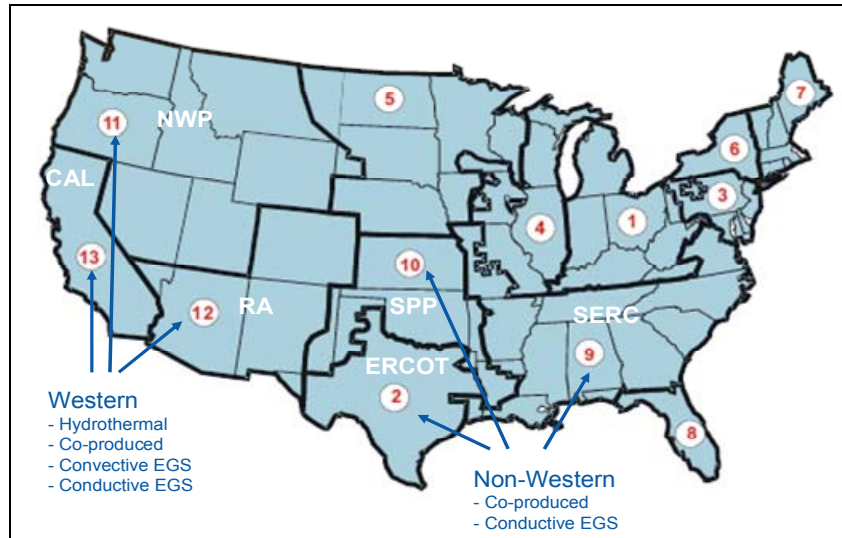 5
7
11
NWP
6
CAL
3
1
4
13
10
12
RA
SPP
SERC
9
ERCOT
2
8
Western
- Hydrothermal
- Co-produced
- Convective EGS
- Conductive EGS
Non-Western
- Co-produced
- Conductive EGS